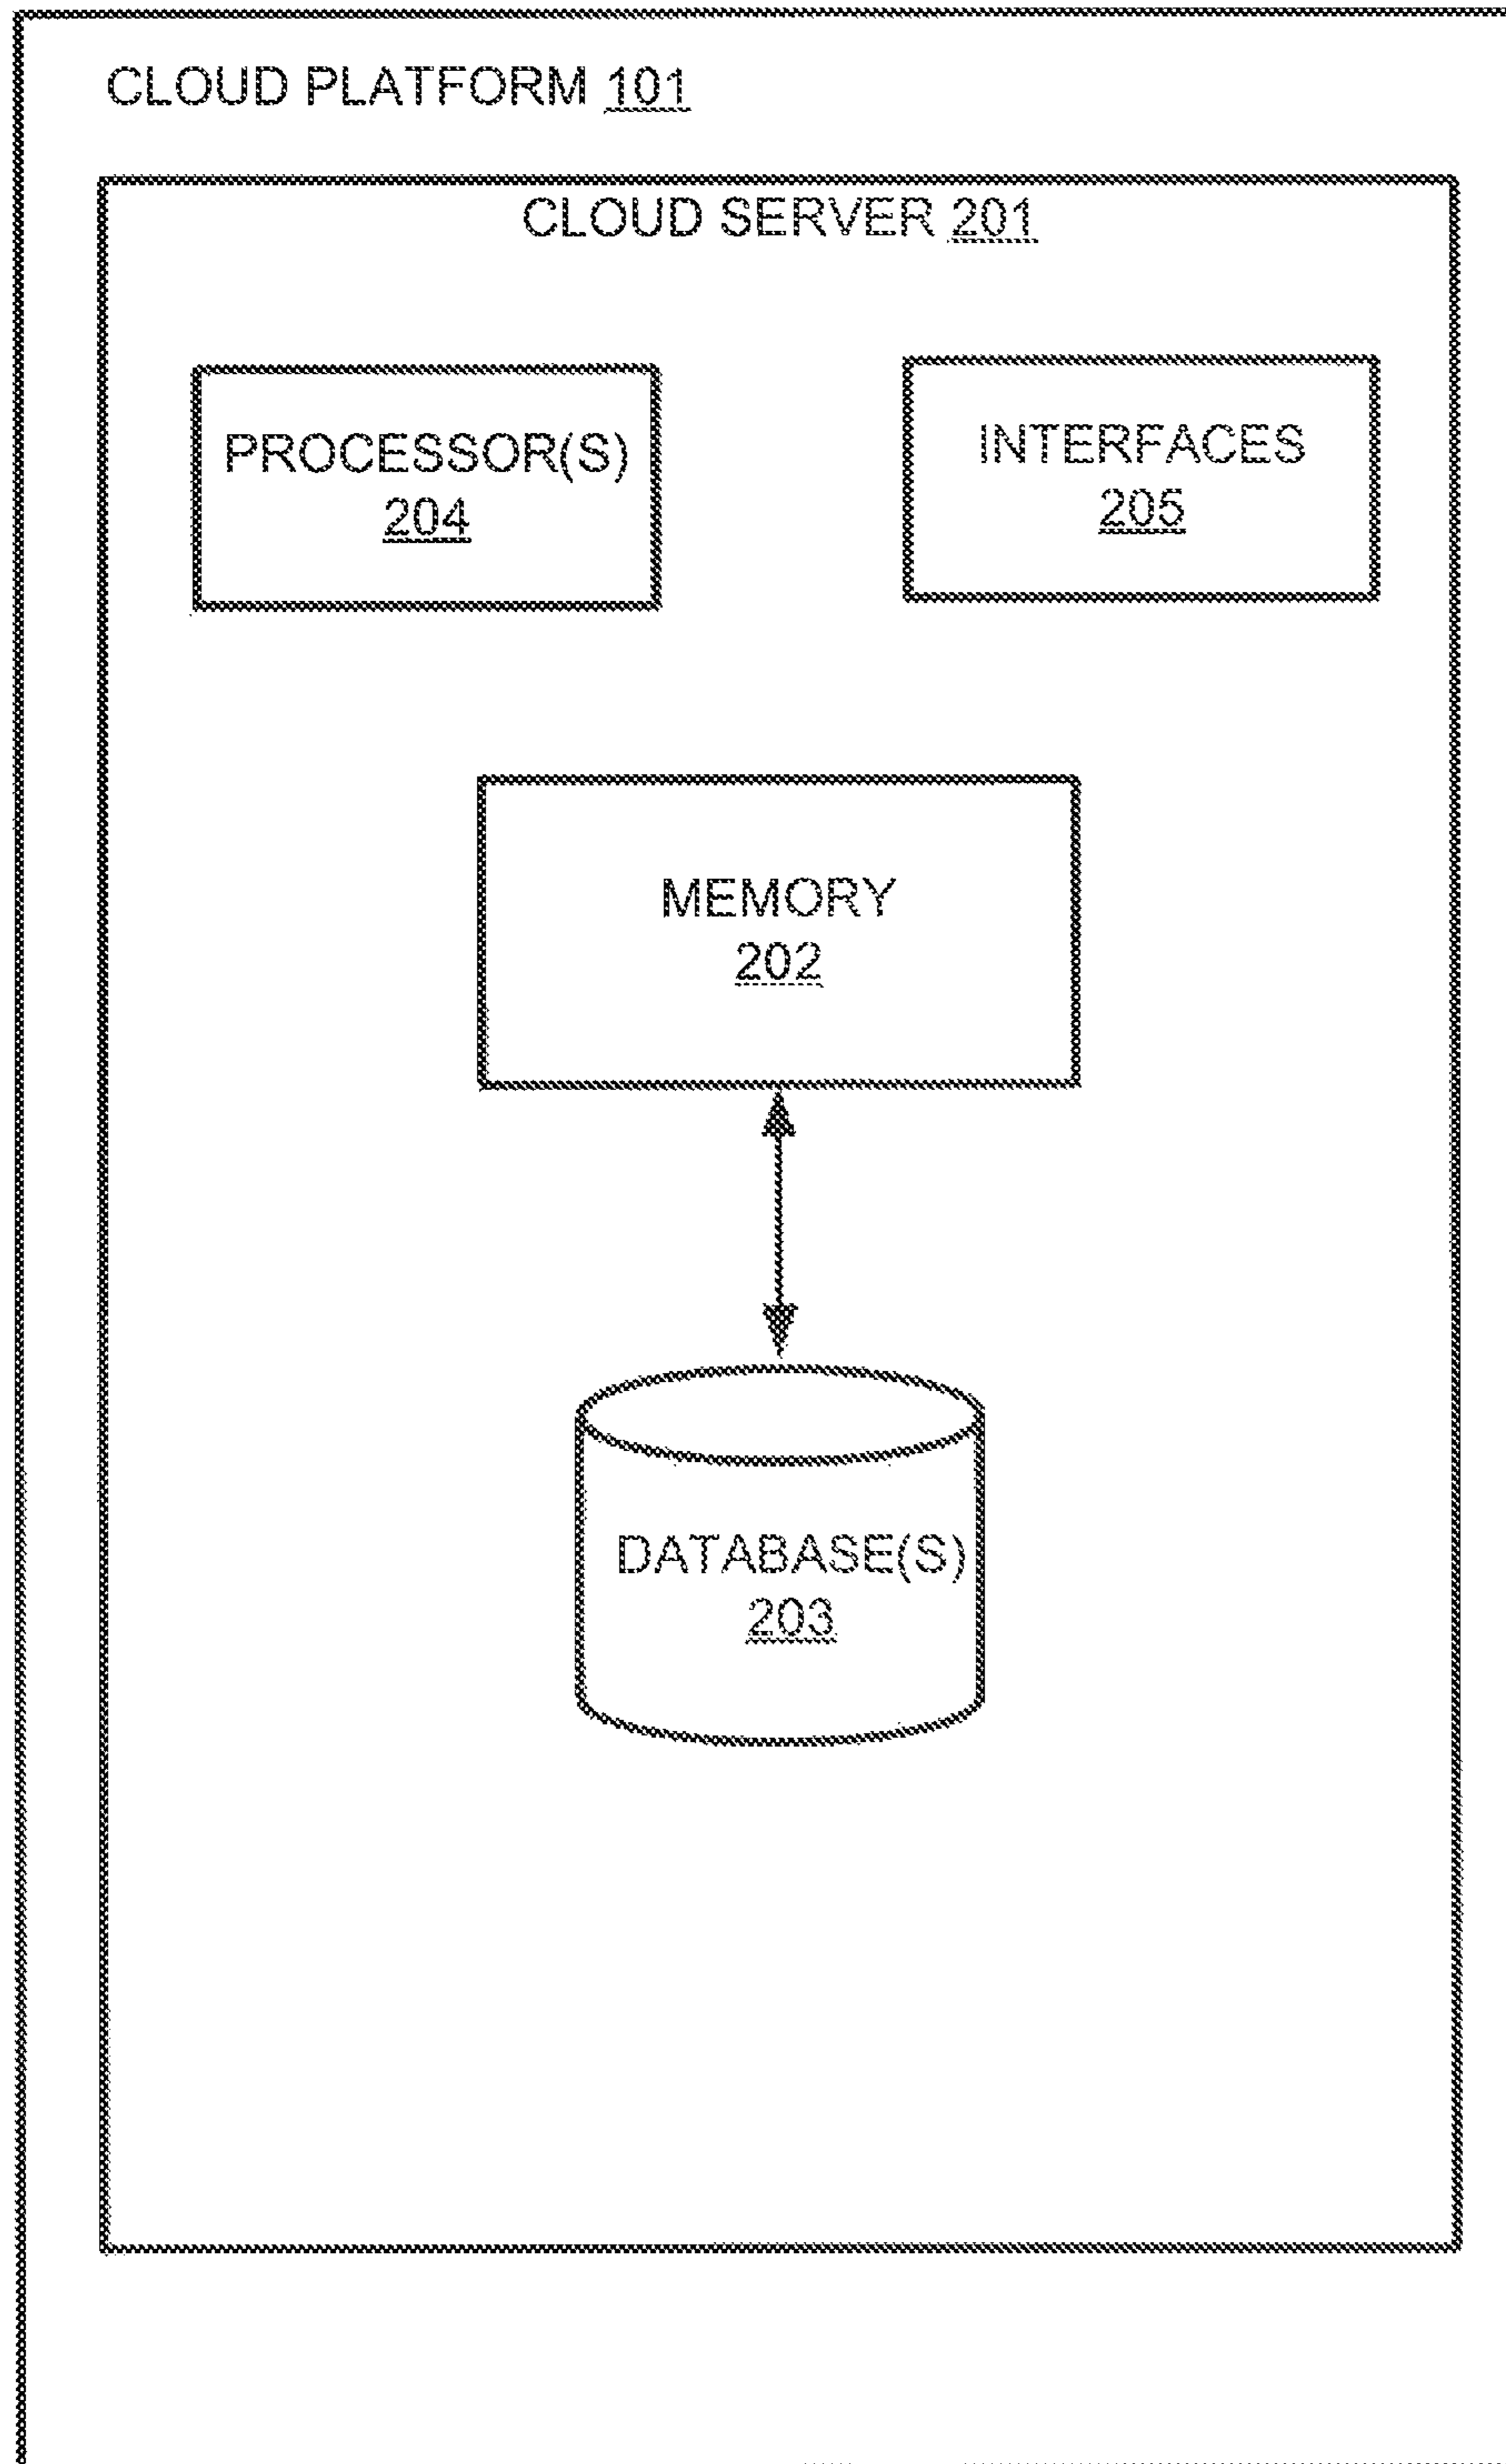 CLOUD PLATFORM 101
CLOUD SERVER 201
PROCESSOR(S)
204
INTERFACES
205
MEMORY
202
DATABASE(S)
203